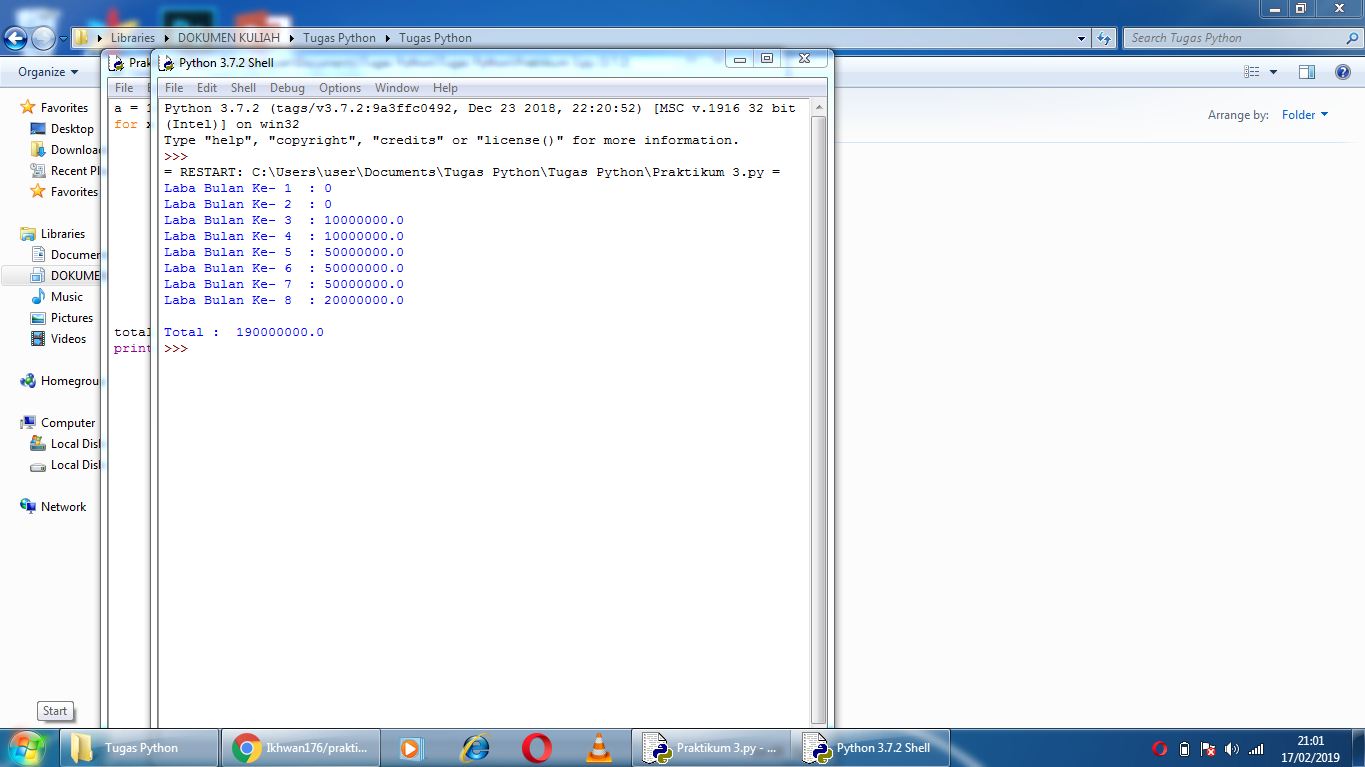 Libraries DOKUMEN KULIAH Tugas Python Tugas Python
Search Tugas Python
Organize
Arrange by: Folder
Favorites
Desktop
Recent
Favorites
Libraries
DOKUME
Music
Pictures
Videos
Computer
Local
Local
Network
Start
File
a = 1
for x
total
print
Python 3.7.2 Shell
File Edit Shell Debug Options Window Help
Python 3.7.2 (tags/v3.7.2:9a3ffc0492, Dec 23 2018, 22:20:52) [MSC v.1916 32 bit
(Intel)] on win32
Type "help", "copyright", "credits" or "license()" for more information.
>>>
= RESTART: C:\Users\user\Documents\Tugas Python\Tugas Python\Praktikum 3.py =
Laba Bulan Ke- 1 : 0
Laba Bulan Ke- 2 : 0
Laba Bulan Ke- 3 : 10000000.0
Laba Bulan Ke- 4 : 10000000.0
Laba Bulan Ke- 5 : 50000000.0
Laba Bulan Ke- 6 : 50000000.0
Laba Bulan Ke- 7 : 50000000.0
Laba Bulan Ke- 8 : 20000000.0
Total : 190000000.0
>>>
Tugas Python
Ikhwan176/prakti...
Praktikum 3.py - ...
Python 3.7.2 Shell
21:01
17/02/2019